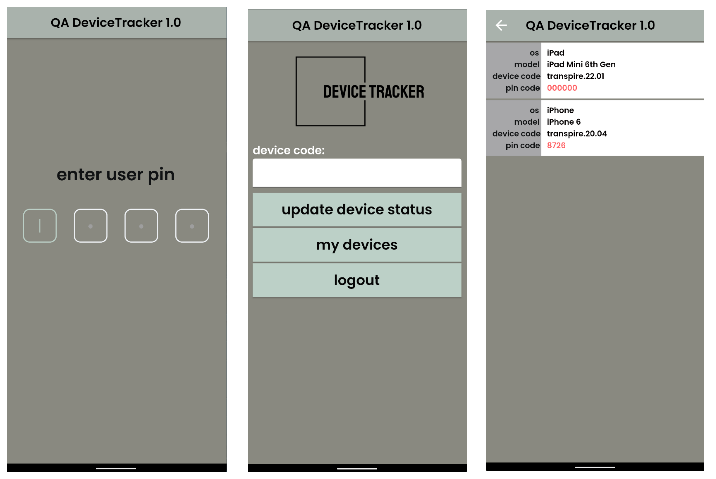 QA DeviceTracker 1.0
enter user pin
QA DeviceTracker 1.0
DEVICE TRACKER
device code:
update device status
my devices
logout
QA DeviceTracker 1.0
os iPad
model iPad Mini 6th Gen
device code transpire.22.01
pin code 000000
os iPhone
model iPhone 6
device code transpire.20.04
pin code 8726